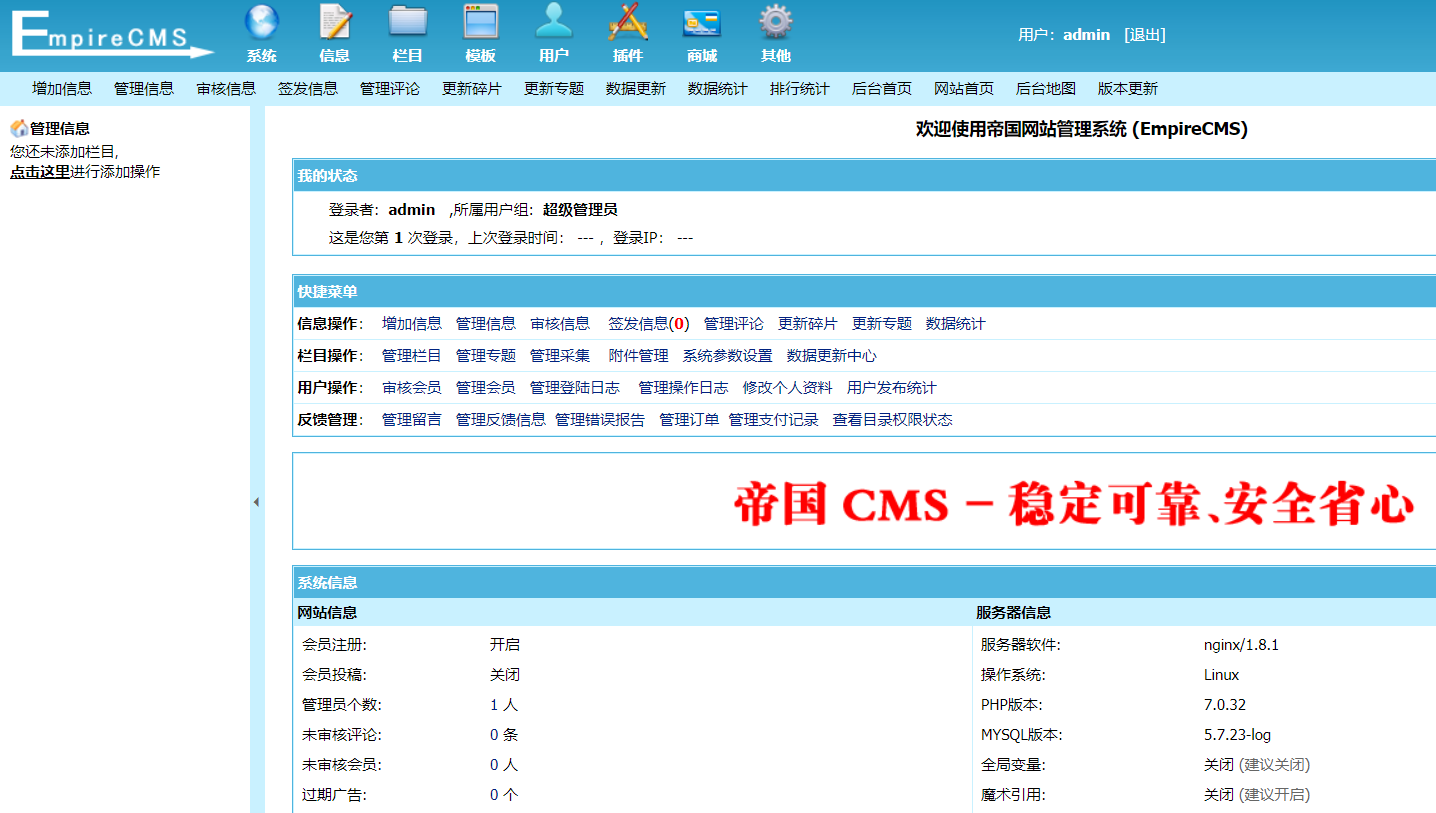 EmpireCMS
系统 信息 栏目 模板 用户 插件 商城 其他
用户：admin [退出]
增加信息 管理信息 审核信息 签发信息 管理评论 更新碎片 更新专题 数据更新 数据统计 排行统计 后台首页 网站首页 后台地图 版本更新
管理信息
您还未添加栏目,
点击这里进行添加操作
欢迎使用帝国网站管理系统 (EmpireCMS)
我的状态
登录者：admin ,所属用户组：超级管理员
这是您第 1 次登录，上次登录时间： --- ，登录IP： ---
快捷菜单
信息操作： 增加信息 管理信息 审核信息 签发信息(0) 管理评论 更新碎片 更新专题 数据统计
栏目操作： 管理栏目 管理专题 管理采集 附件管理 系统参数设置 数据更新中心
用户操作： 审核会员 管理会员 管理登陆日志 管理操作日志 修改个人资料 用户发布统计
反馈管理： 管理留言 管理反馈信息 管理错误报告 管理订单 管理支付记录 查看目录权限状态
帝国 CMS - 稳定可靠、安全省心
系统信息
网站信息 服务器信息
会员注册: 开启 服务器软件: nginx/1.8.1
会员投稿: 关闭 操作系统: Linux
管理员个数: 1 人 PHP版本: 7.0.32
未审核评论: 0 条 MYSQL版本: 5.7.23-log
未审核会员: 0 人 全局变量: 关闭 (建议关闭)
过期广告: 0 个 魔术引用: 关闭 (建议开启)